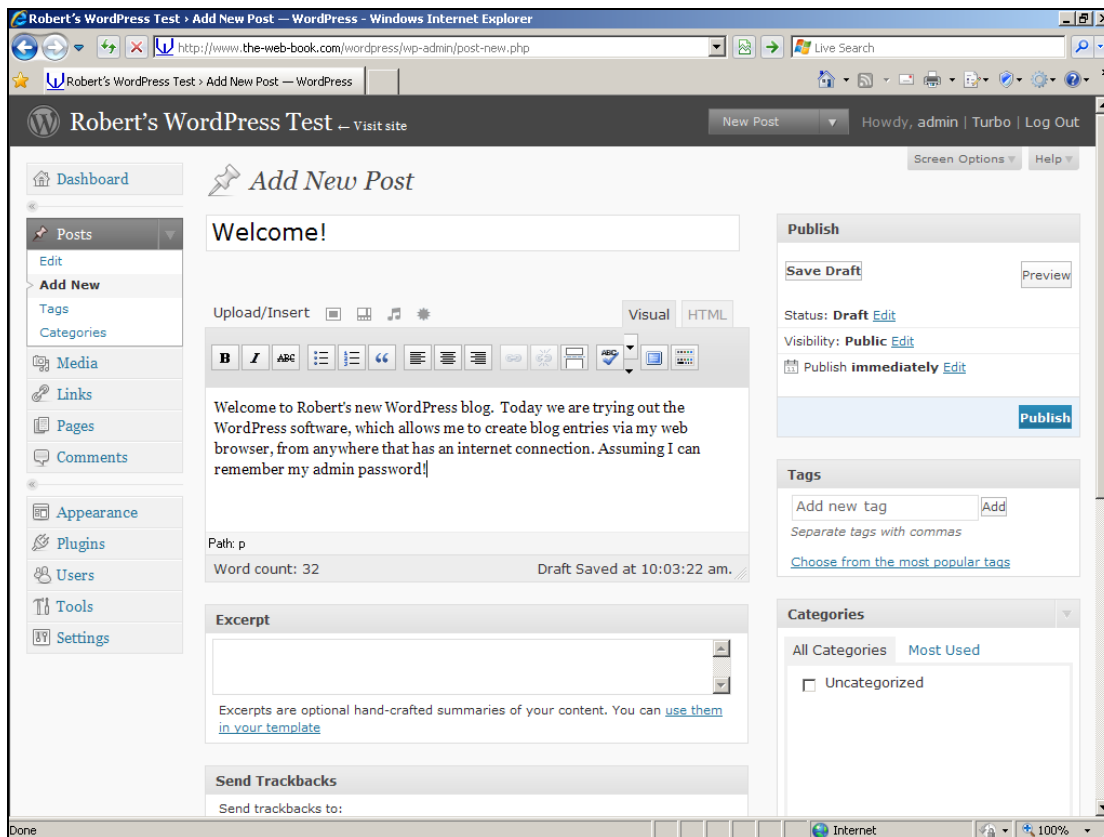 Robert's WordPress Test › Add New Post — WordPress - Windows Internet Explorer
http://www.the-web-book.com/wordpress/wp-admin/post-new.php
Live Search
Robert's WordPress Test › Add New Post — WordPress
Robert's WordPress Test ← Visit site
New Post
Howdy, admin | Turbo | Log Out
Screen Options
Help
Dashboard
Posts
Edit
Add New
Tags
Categories
Media
Links
Pages
Comments
Appearance
Plugins
Users
Tools
Settings
Add New Post
Welcome!
Upload/Insert
Visual
HTML
B I ABC
ABC
Welcome to Robert's new WordPress blog.  Today we are trying out the
WordPress software, which allows me to create blog entries via my web
browser, from anywhere that has an internet connection. Assuming I can
remember my admin password!
Path: p
Word count: 32
Draft Saved at 10:03:22 am.
Excerpt
Excerpts are optional hand-crafted summaries of your content. You can use them
in your template
Send Trackbacks
Send trackbacks to:
Publish
Save Draft
Preview
Status: Draft Edit
Visibility: Public Edit
Publish immediately Edit
Publish
Tags
Add new tag
Add
Separate tags with commas
Choose from the most popular tags
Categories
All Categories
Most Used
Uncategorized
Done
Internet
100%